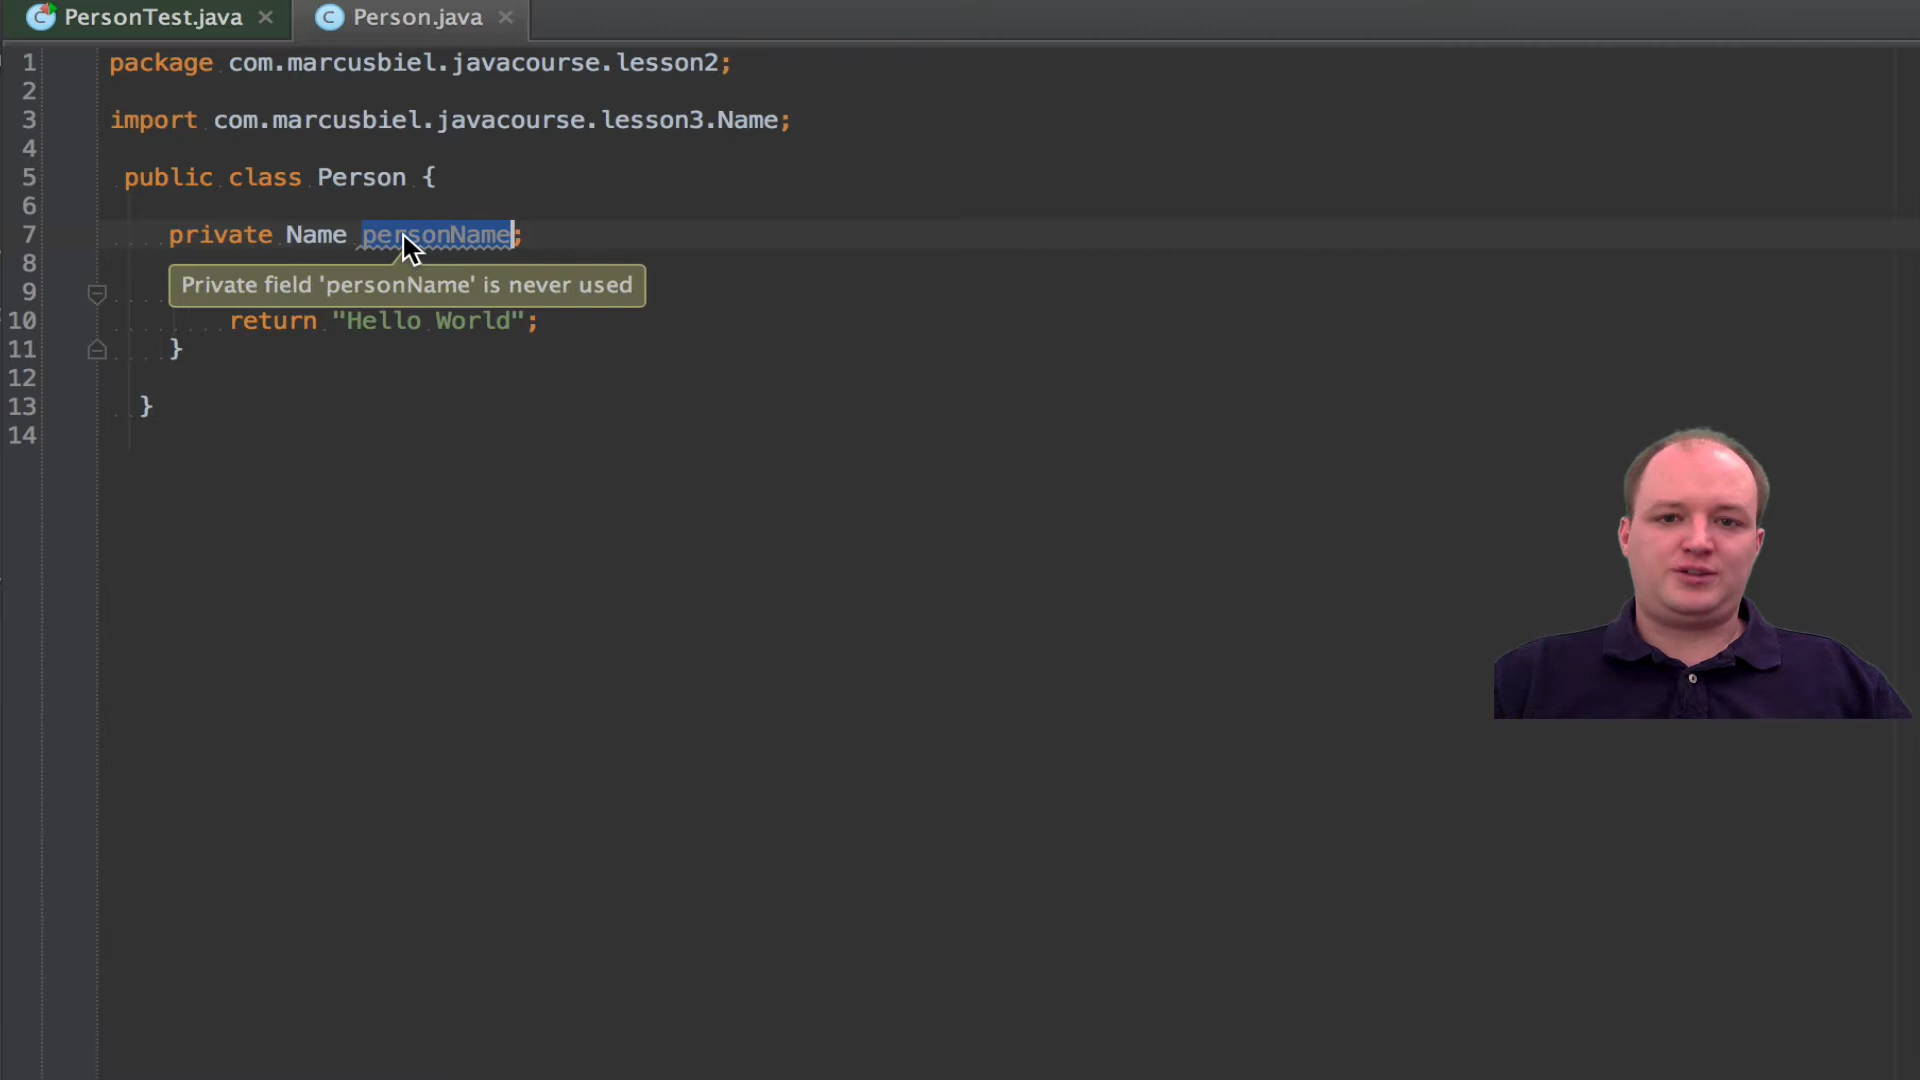 PersonTest.java
Person.java
1 package com.marcusbiel.javacourse.lesson2;
2
3 import com.marcusbiel.javacourse.lesson3.Name;
4
5 public class Person {
6
7 private Name personName;
8
Private field 'personName' is never used
9
10 return "Hello World";
11 }
12
13 }
14